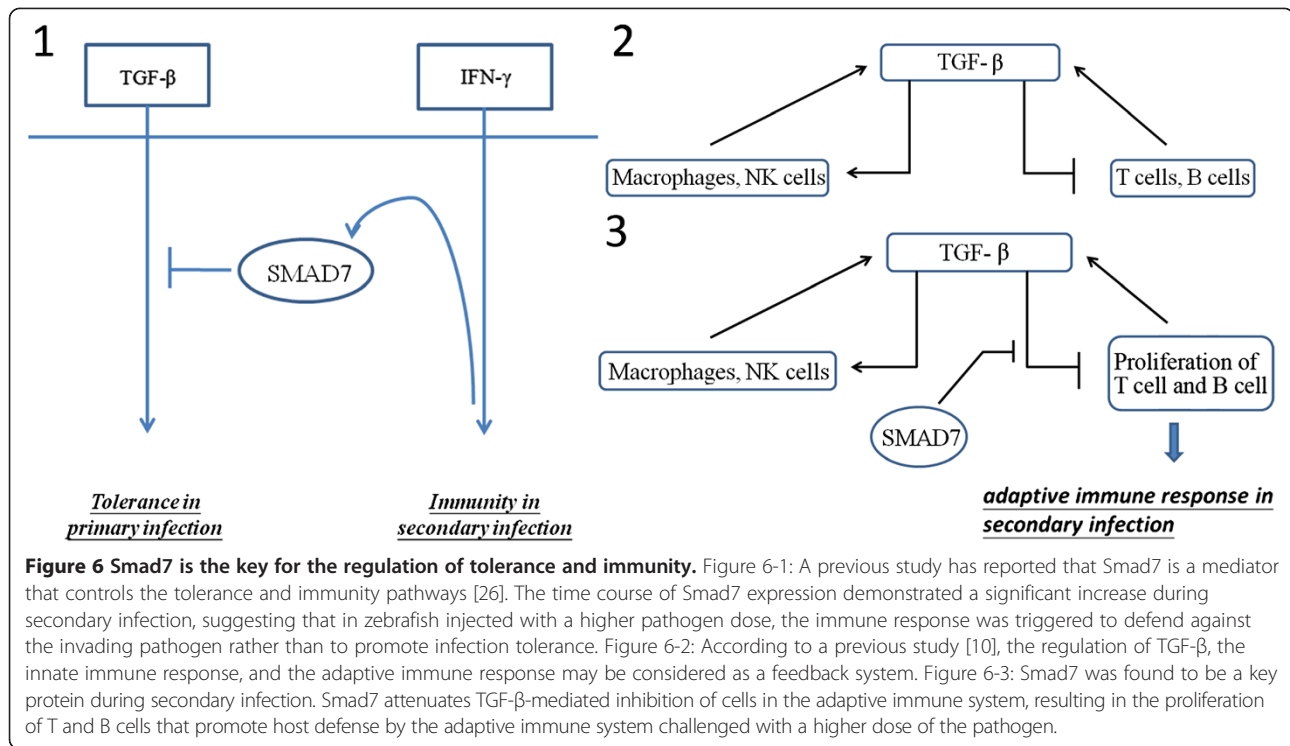 1
TGF-β
IFN-γ
SMAD7
Tolerance in
primary infection
Immunity in
secondary infection
2
TGF- β
Macrophages, NK cells
T cells, B cells
3
TGF- β
Macrophages, NK cells
Proliferation of
T cell and B cell
SMAD7
adaptive immune response in
secondary infection
Figure 6 Smad7 is the key for the regulation of tolerance and immunity. Figure 6-1: A previous study has reported that Smad7 is a mediator
that controls the tolerance and immunity pathways [26]. The time course of Smad7 expression demonstrated a significant increase during
secondary infection, suggesting that in zebrafish injected with a higher pathogen dose, the immune response was triggered to defend against
the invading pathogen rather than to promote infection tolerance. Figure 6-2: According to a previous study [10], the regulation of TGF-β, the
innate immune response, and the adaptive immune response may be considered as a feedback system. Figure 6-3: Smad7 was found to be a key
protein during secondary infection. Smad7 attenuates TGF-β-mediated inhibition of cells in the adaptive immune system, resulting in the proliferation
of T and B cells that promote host defense by the adaptive immune system challenged with a higher dose of the pathogen.